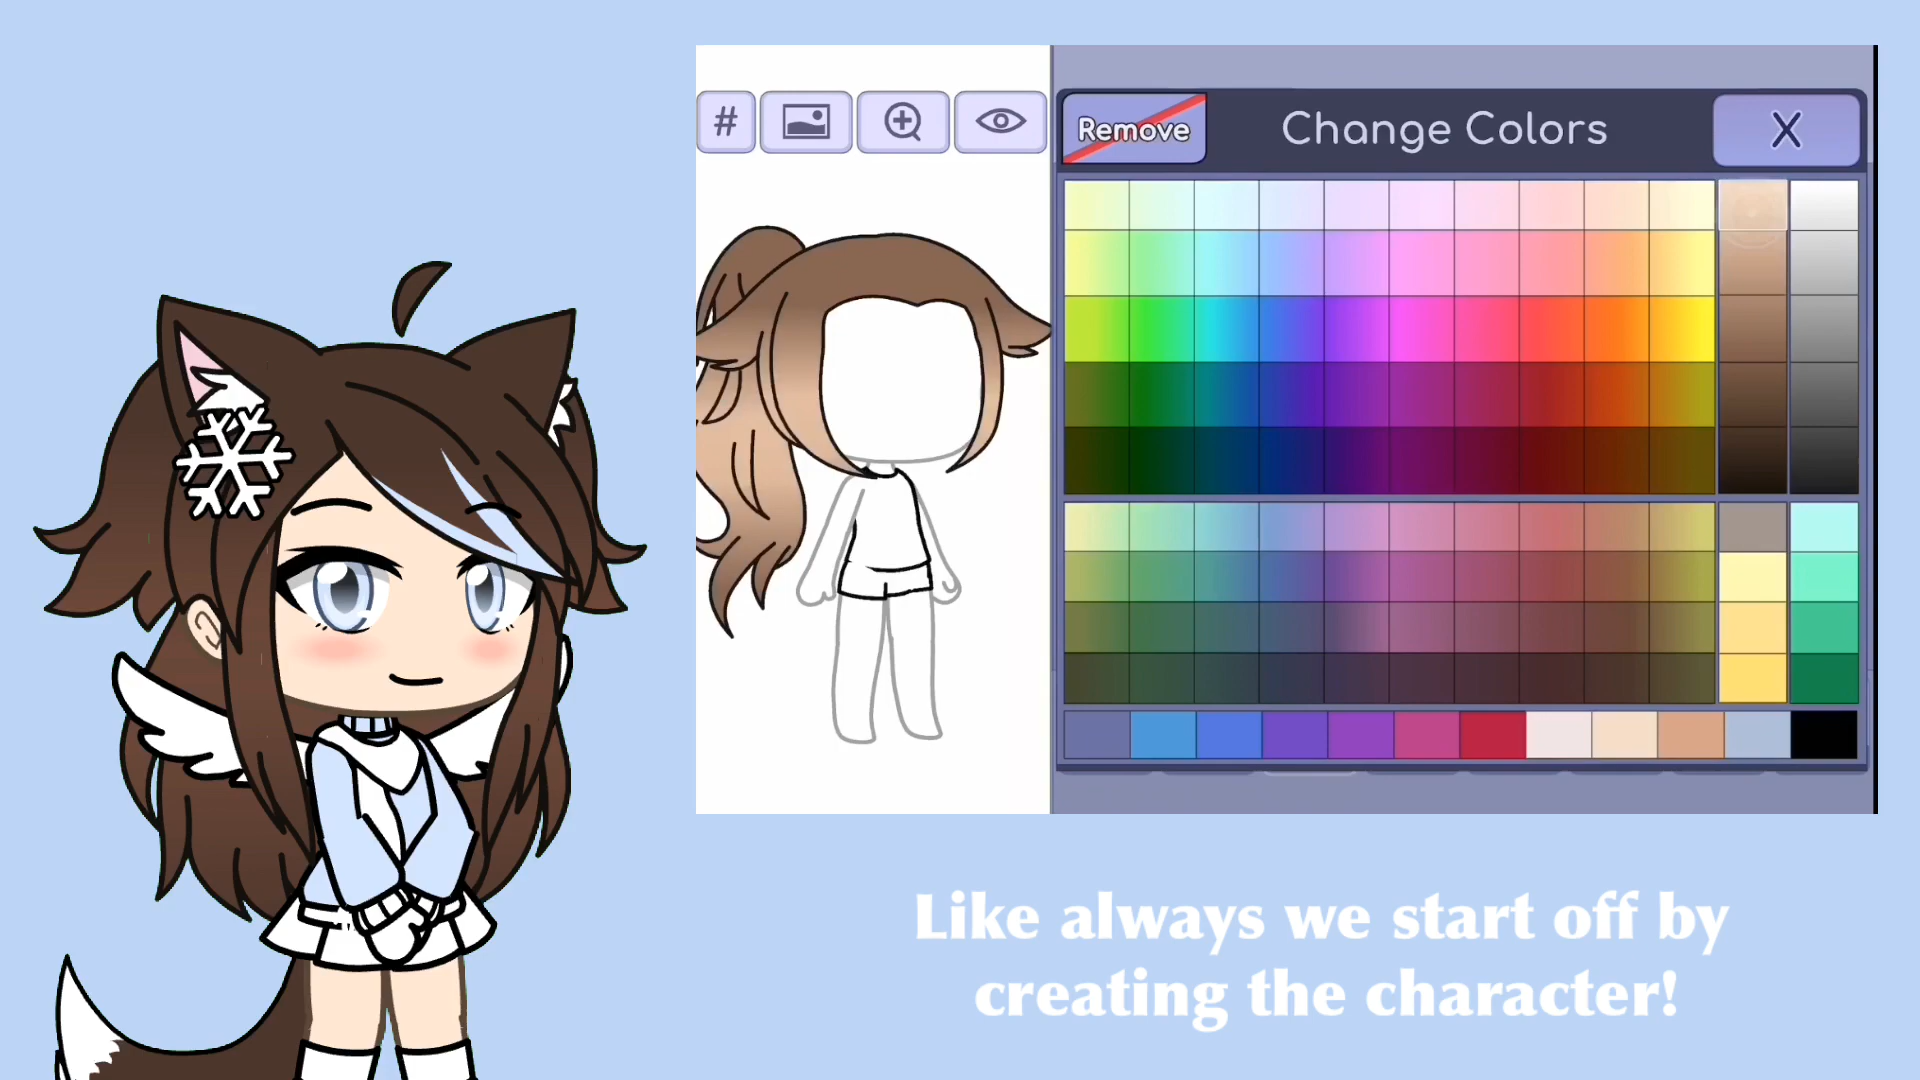 #
Remove
Change Colors
X
Like always we start off by
creating the character!